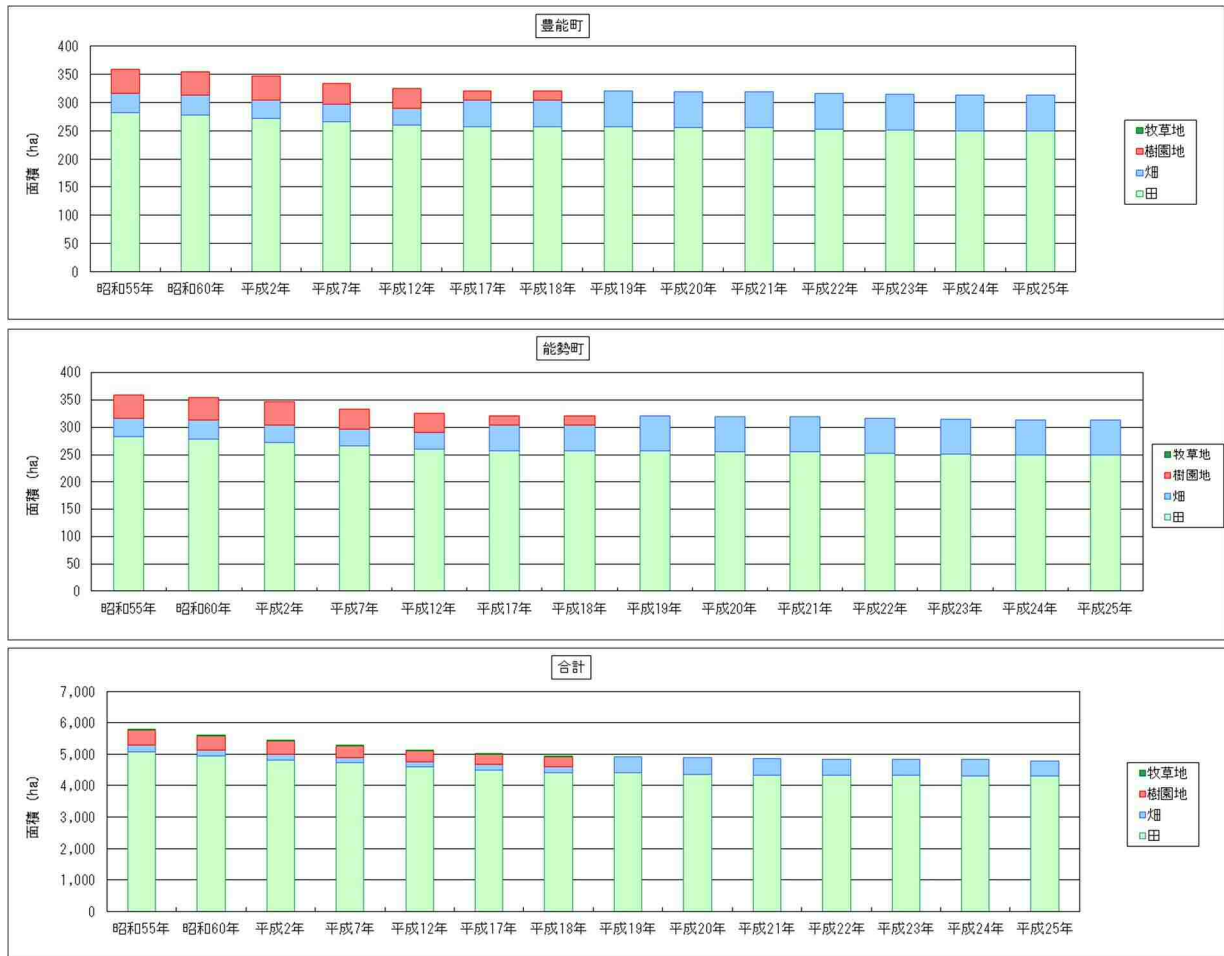 豊能町
400
350
300
250
200
150
100
50
0
面積 (ha)
昭和55年 昭和60年 平成2年 平成7年 平成12年 平成17年 平成18年 平成19年 平成20年 平成21年 平成22年 平成23年 平成24年 平成25年
■牧草地
■樹園地
■畑
□田
能勢町
400
350
300
250
200
150
100
50
0
面積 (ha)
昭和55年 昭和60年 平成2年 平成7年 平成12年 平成17年 平成18年 平成19年 平成20年 平成21年 平成22年 平成23年 平成24年 平成25年
■牧草地
■樹園地
■畑
□田
合計
7,000
6,000
5,000
4,000
3,000
2,000
1,000
0
面積 (ha)
昭和55年 昭和60年 平成2年 平成7年 平成12年 平成17年 平成18年 平成19年 平成20年 平成21年 平成22年 平成23年 平成24年 平成25年
■牧草地
■樹園地
■畑
□田